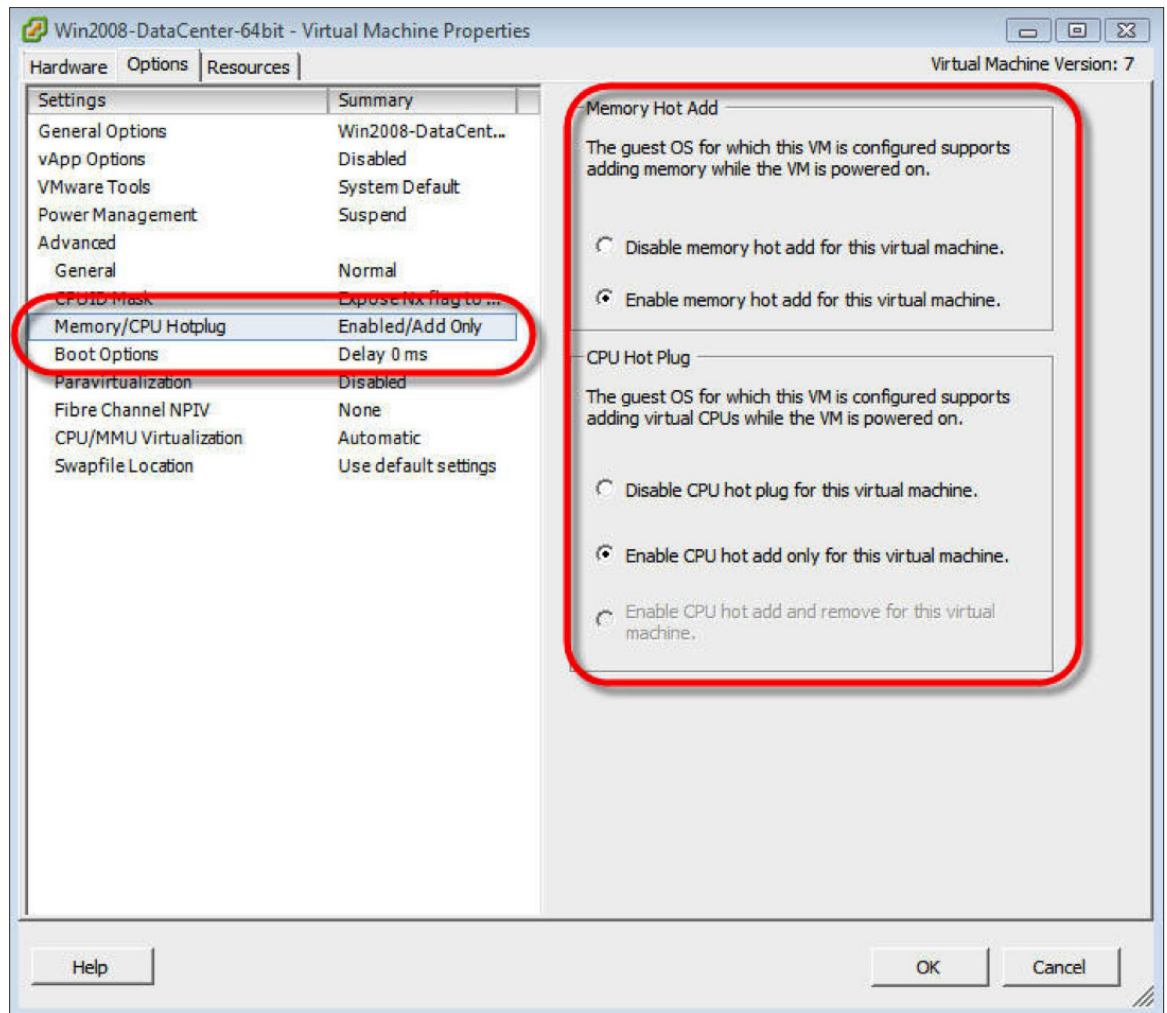 Win2008-DataCenter-64bit - Virtual Machine Properties
Hardware Options Resources Virtual Machine Version: 7
Settings Summary
General Options Win2008-DataCent...
vApp Options Disabled
VMware Tools System Default
Power Management Suspend
Advanced
General Normal
CPUID Mask Expose Nx flag to ...
Memory/CPU Hotplug Enabled/Add Only
Boot Options Delay 0 ms
Paravirtualization Disabled
Fibre Channel NPIV None
CPU/MMU Virtualization Automatic
Swapfile Location Use default settings
Memory Hot Add
The guest OS for which this VM is configured supports
adding memory while the VM is powered on.
Disable memory hot add for this virtual machine.
Enable memory hot add for this virtual machine.
CPU Hot Plug
The guest OS for which this VM is configured supports
adding virtual CPUs while the VM is powered on.
Disable CPU hot plug for this virtual machine.
Enable CPU hot add only for this virtual machine.
Enable CPU hot add and remove for this virtual
machine.
Help OK Cancel